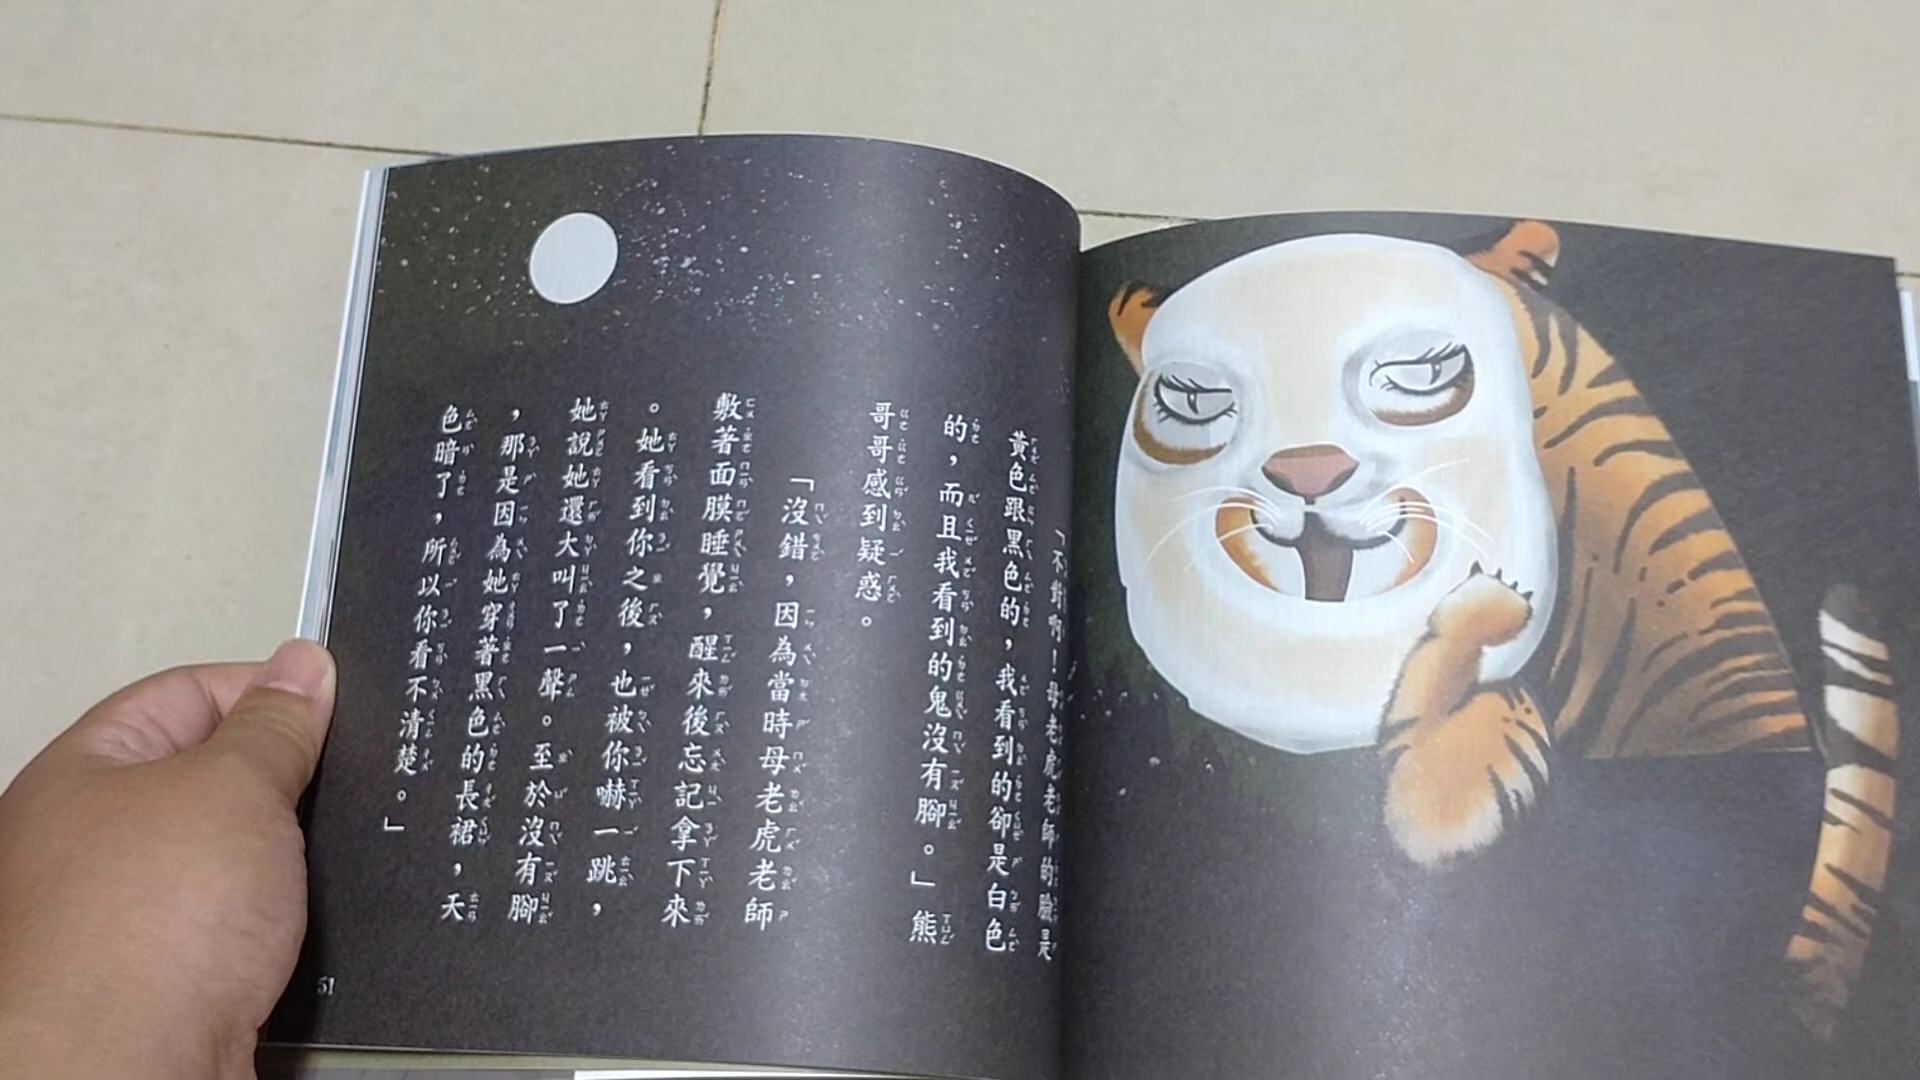 「不對啊!母老虎老師的臉是
黃色跟黑色的,我看到的卻是白色
的,而且我看到的鬼沒有腳。」熊
哥哥感到疑惑。
「沒錯,因為當時母老虎老師
敷著面膜睡覺,醒來後忘記拿下來
。她看到你之後,也被你嚇一跳,
她說她還大叫了一聲。至於沒有腳
,那是因為她穿著黑色的長裙,天
色暗了,所以你看不清楚。」
51